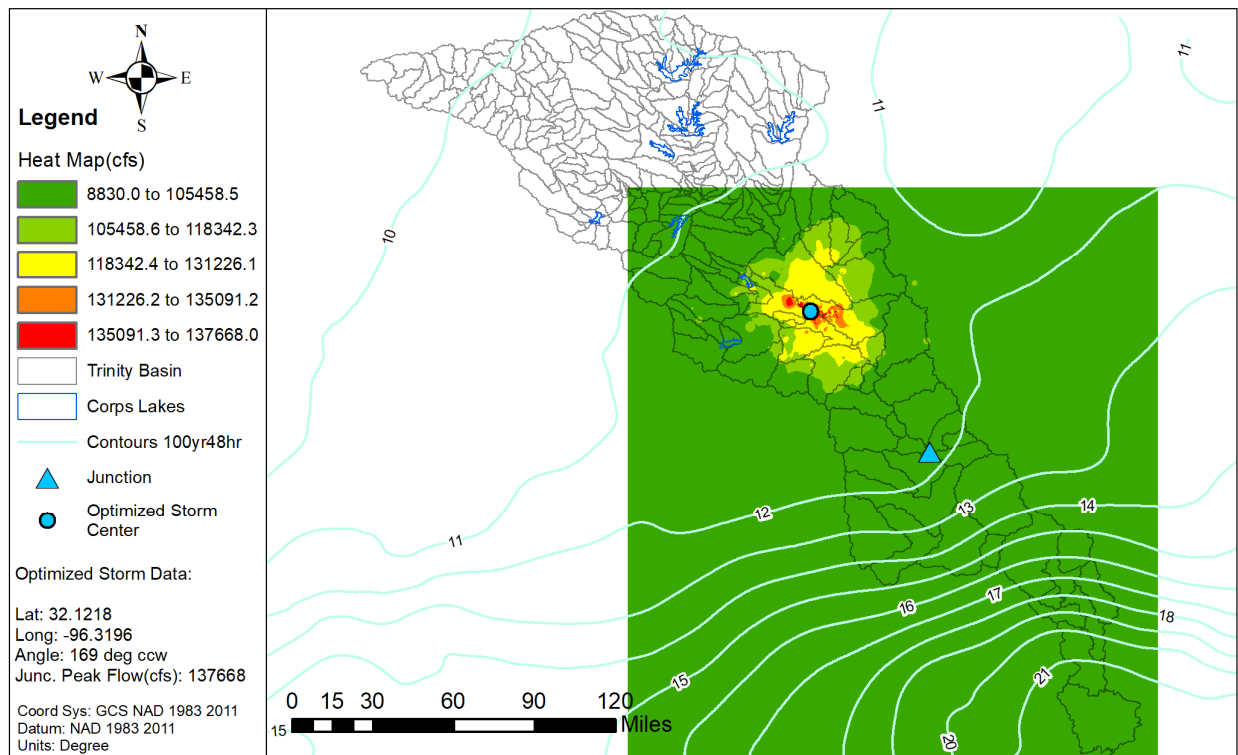 N
W
E
S
Legend
Heat Map(cfs)
8830.0 to 105458.5
105458.6 to 118342.3
118342.4 to 131226.1
131226.2 to 135091.2
135091.3 to 137668.0
Trinity Basin
Corps Lakes
Contours 100yr48hr
Junction
Optimized Storm
Center
Optimized Storm Data:
Lat: 32.1218
Long: -96.3196
Angle: 169 deg ccw
Junc. Peak Flow(cfs): 137668
Coord Sys: GCS NAD 1983 2011
Datum: NAD 1983 2011
Units: Degree
11
11
10
12
13
14
11
16
17
18
15
21
20
15
0 15 30 60 90 120
Miles